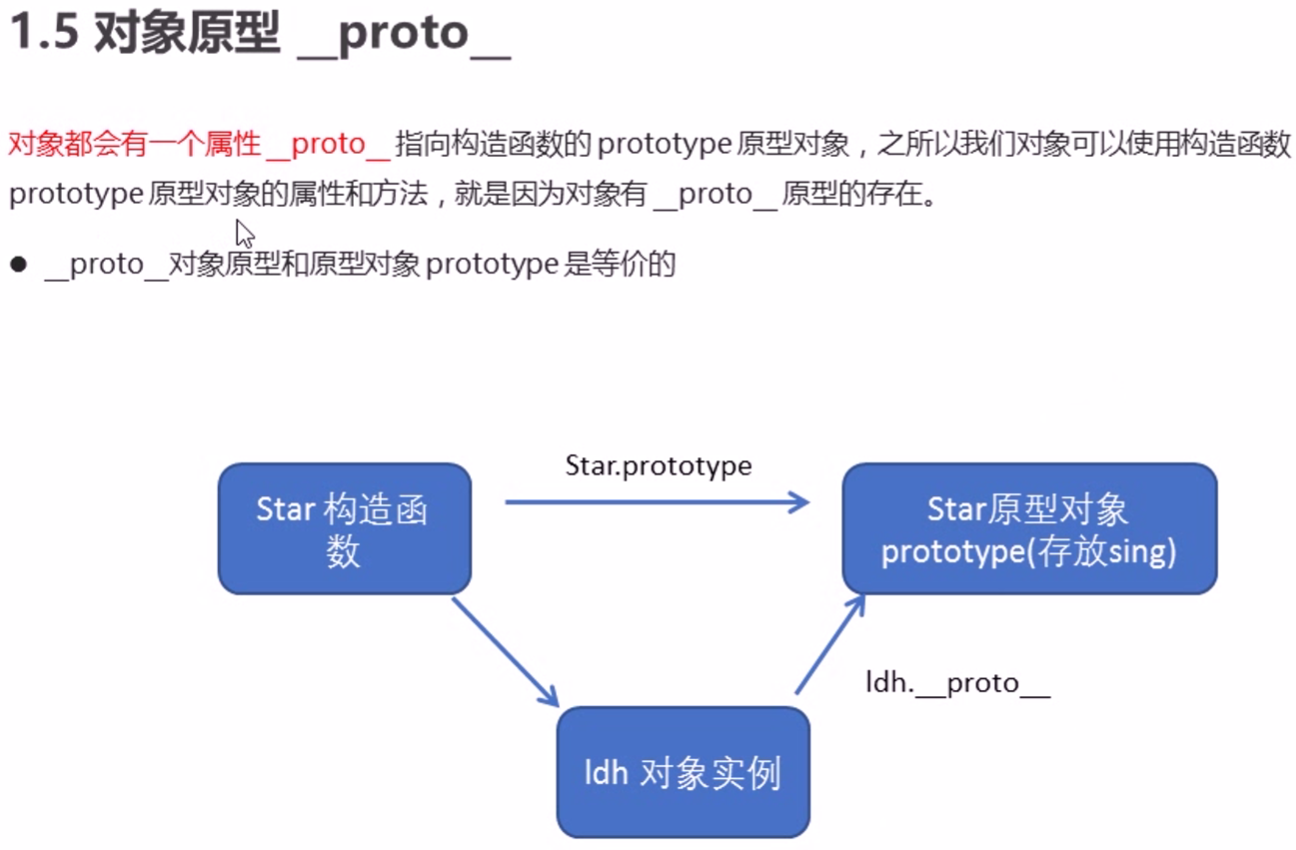 1.5 对象原型 __proto__
对象都会有一个属性 __proto__ 指向构造函数的 prototype 原型对象，之所以我们对象可以使用构造函数
prototype 原型对象的属性和方法，就是因为对象有 __proto__ 原型的存在。
● __proto__对象原型和原型对象 prototype 是等价的
Star.prototype
Star 构造函
数
Star原型对象
prototype(存放sing)
ldh.__proto__
ldh 对象实例